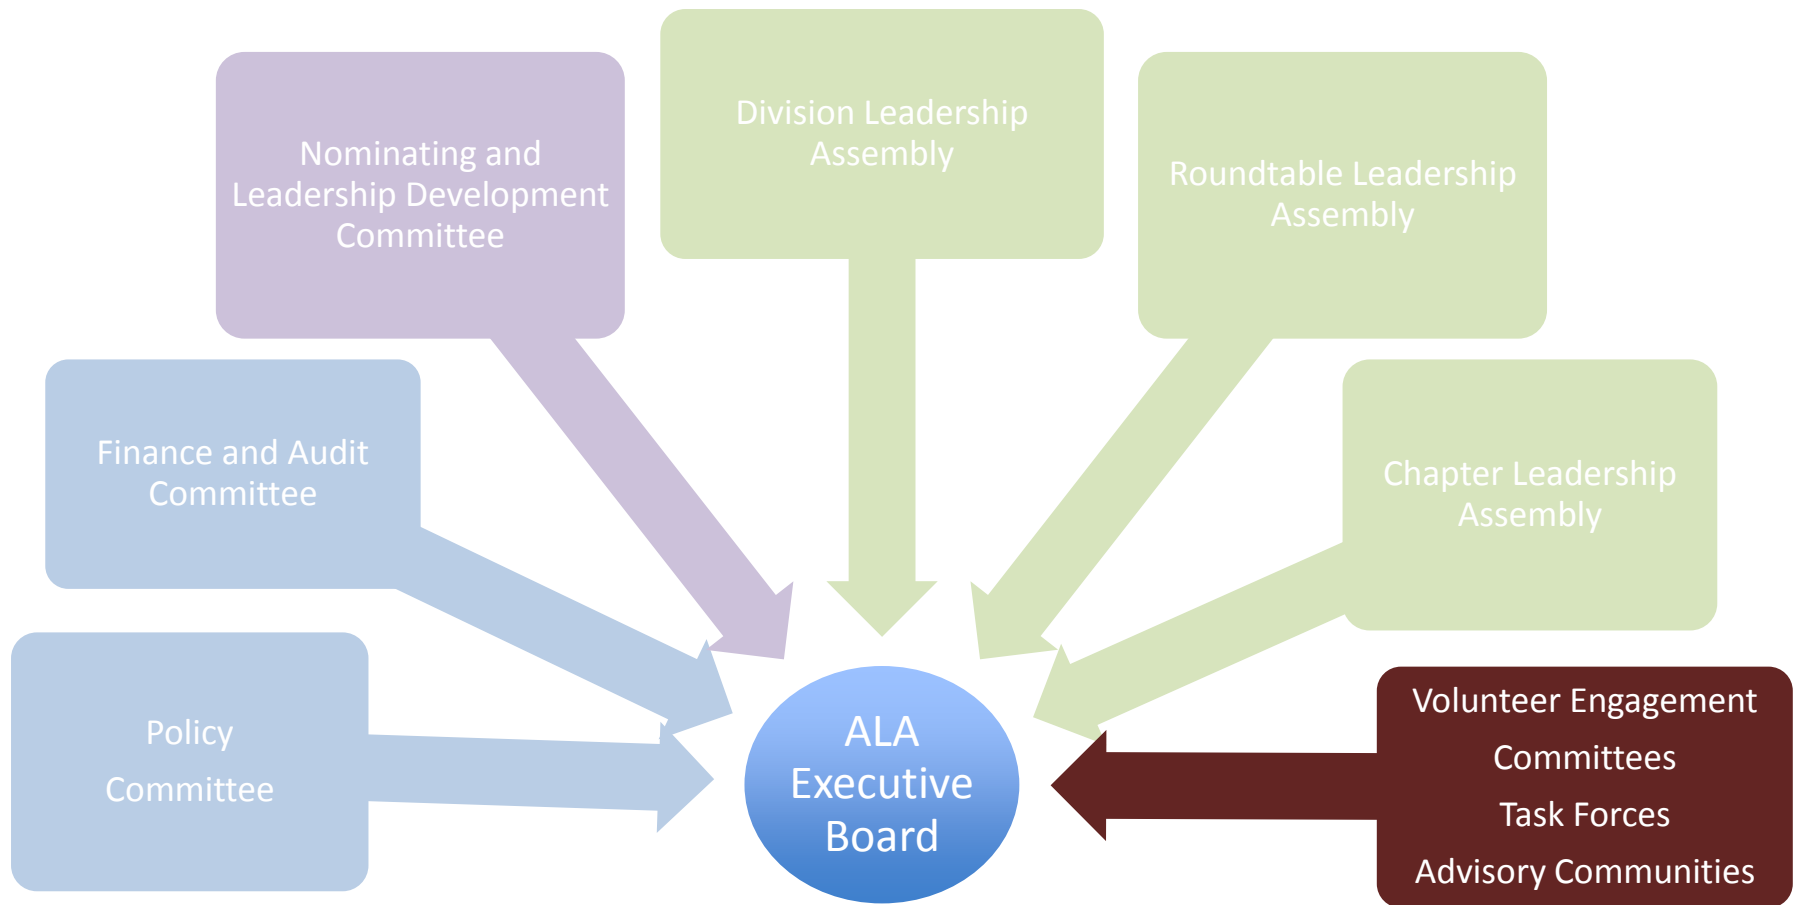 Division Leadership
Assembly
Nominating and
Leadership Development
Committee
Roundtable Leadership
Assembly
Finance and Audit
Committee
Chapter Leadership
Assembly
Policy
Committee
ALA
Executive
Board
Volunteer Engagement
Committees
Task Forces
Advisory Communities